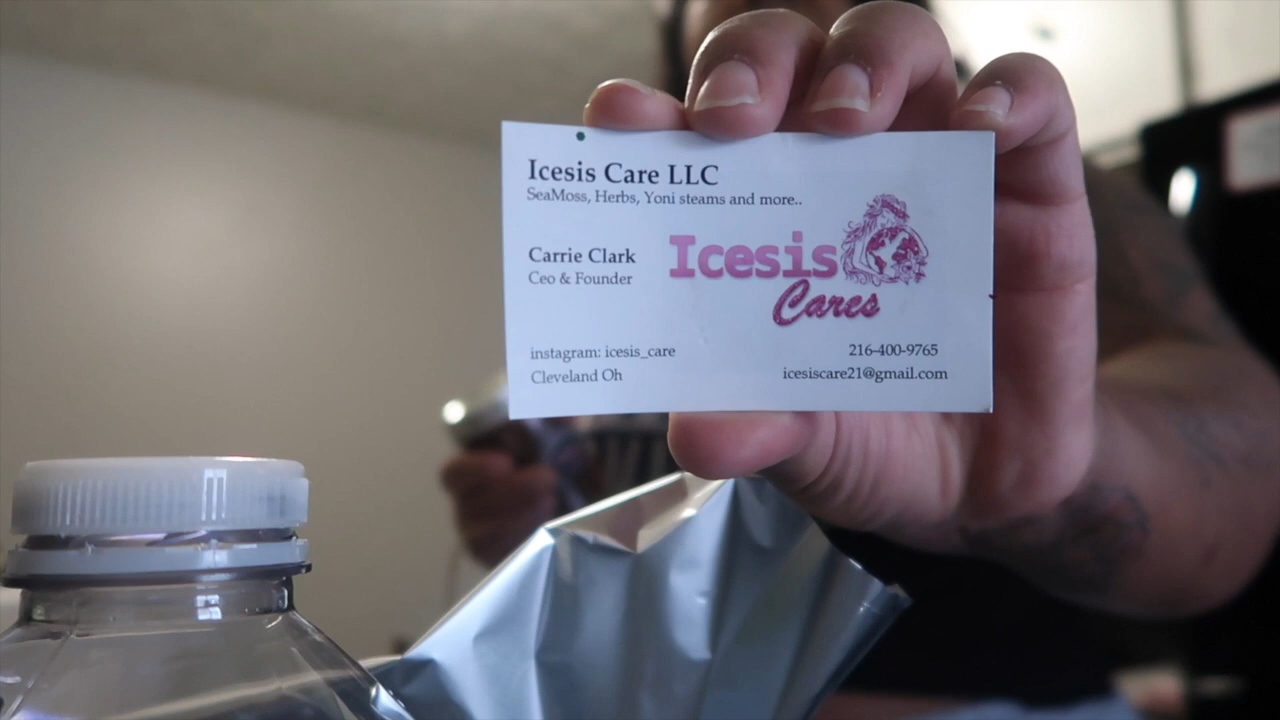 Icesis Care LLC
SeaMoss, Herbs, Yoni steams and more..
Carrie Clark
Ceo & Founder
Icesis
Cares
instagram: icesis_care
Cleveland Oh
216-400-9765
icesiscare21@gmail.com